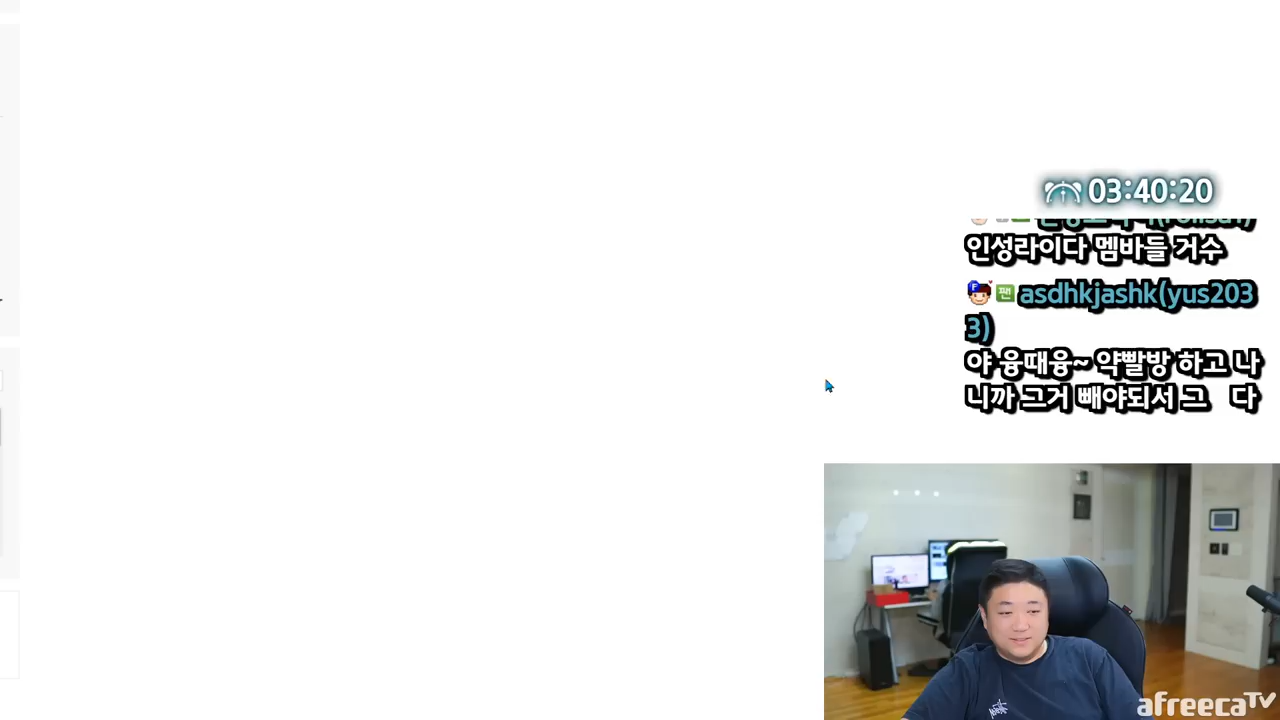 03:40:20
인성라이다 멤바들 거수
F 팬 asdhkjashk(yus203
3)
야 융때융~ 약빨방 하고 나
니까 그거 빼야되서 그 다
afreecaTV